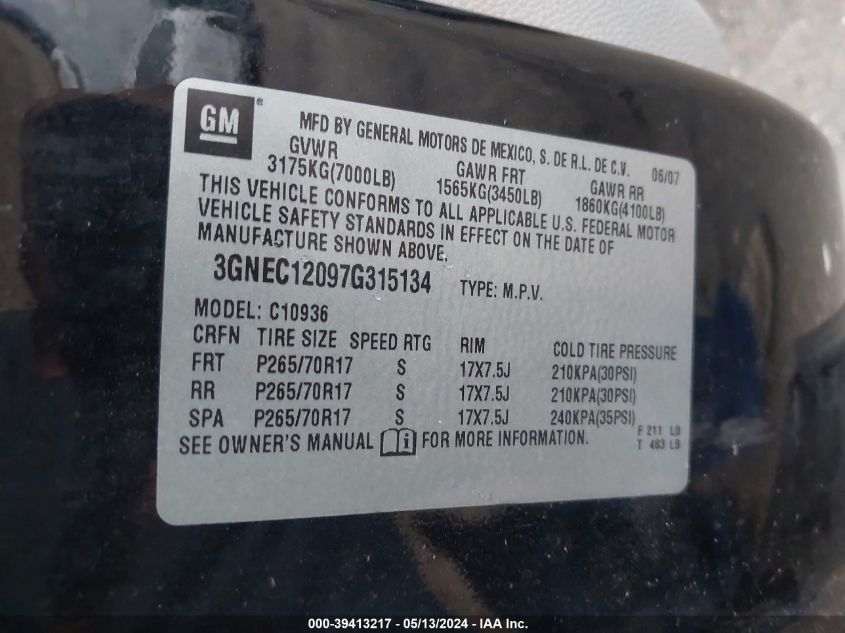 GM®
MFD BY GENERAL MOTORS DE MEXICO, S. DE R.L. DE C.V. 06/07
GVWR GAWR FRT GAWR RR
3175KG(7000LB) 1565KG(3450LB) 1860KG(4100LB)
THIS VEHICLE CONFORMS TO ALL APPLICABLE U.S. FEDERAL MOTOR
VEHICLE SAFETY STANDARDS IN EFFECT ON THE DATE OF
MANUFACTURE SHOWN ABOVE.
3GNEC12097G315134 TYPE: M.P.V.
MODEL: C10936
CRFN TIRE SIZE SPEED RTG RIM COLD TIRE PRESSURE
FRT P265/70R17 S 17X7.5J 210KPA(30PSI)
RR P265/70R17 S 17X7.5J 210KPA(30PSI)
SPA P265/70R17 S 17X7.5J 240KPA(35PSI)
SEE OWNER'S MANUAL FOR MORE INFORMATION.
F 211 LB
T 483 LB
000-39413217 - 05/13/2024 - IAA Inc.